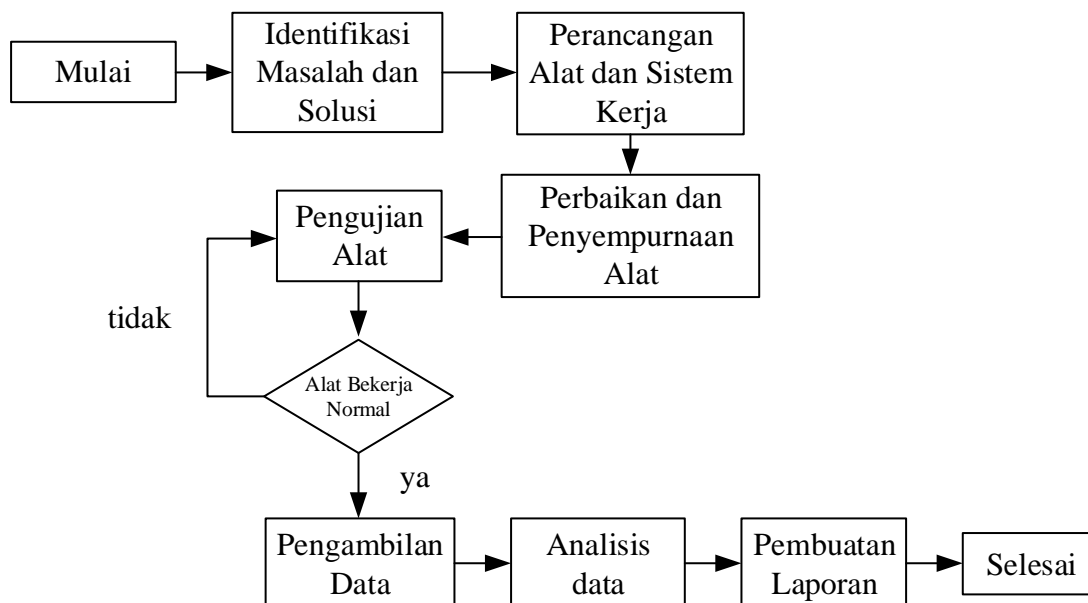 Mulai
Identifikasi
Masalah dan
Solusi
Perancangan
Alat dan Sistem
Kerja
Perbaikan dan
Penyempurnaan
Alat
Pengujian
Alat
tidak
Alat Bekerja
Normal
ya
Pengambilan
Data
Analisis
data
Pembuatan
Laporan
Selesai